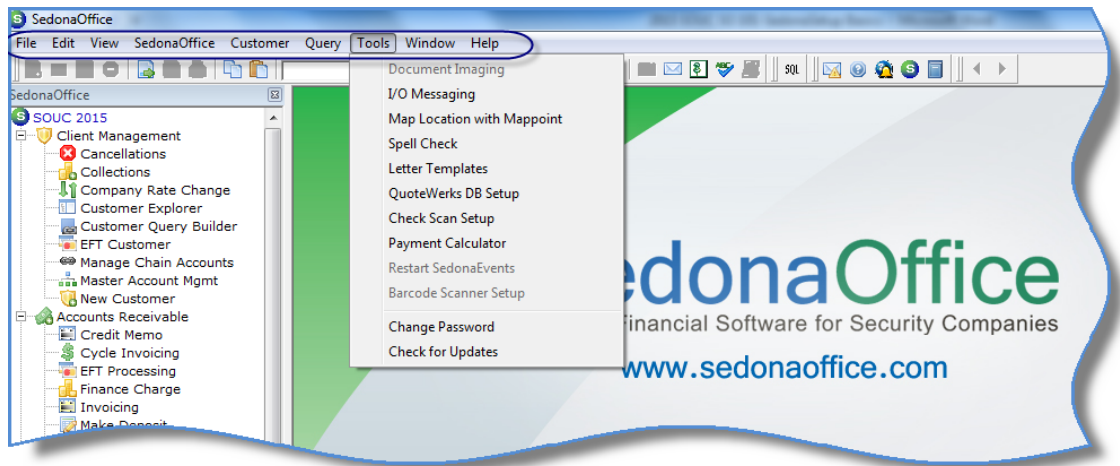 SedonaOffice
File Edit View SedonaOffice Customer Query Tools Window Help
SQL
SedonaOffice
SOUC 2015
Client Management
Cancellations
Collections
Company Rate Change
Customer Explorer
Customer Query Builder
EFT Customer
Manage Chain Accounts
Master Account Mgmt
New Customer
Accounts Receivable
Credit Memo
Cycle Invoicing
EFT Processing
Finance Charge
Invoicing
Make Deposit
Document Imaging
I/O Messaging
Map Location with Mappoint
Spell Check
Letter Templates
QuoteWerks DB Setup
Check Scan Setup
Payment Calculator
Restart SedonaEvents
Barcode Scanner Setup
Change Password
Check for Updates
edonaOffice
Financial Software for Security Companies
www.sedonaoffice.com